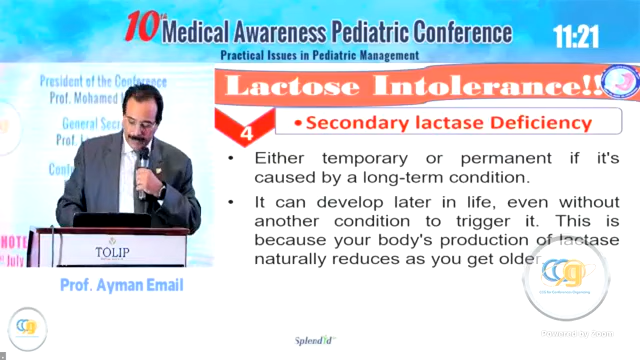 10th Medical Awareness Pediatric Conference
Practical Issues in Pediatric Management
11:21
President of the Conference
Prof. Mohamed
General
Prof.
TOLIP
Prof. Ayman Email
Lactose Intolerance!!
4
• Secondary lactase Deficiency
• Either temporary or permanent if it's
caused by a long-term condition.
• It can develop later in life, even without
another condition to trigger it. This is
because your body's production of lactase
naturally reduces as you get older.
Powered by Zoom
Splendid